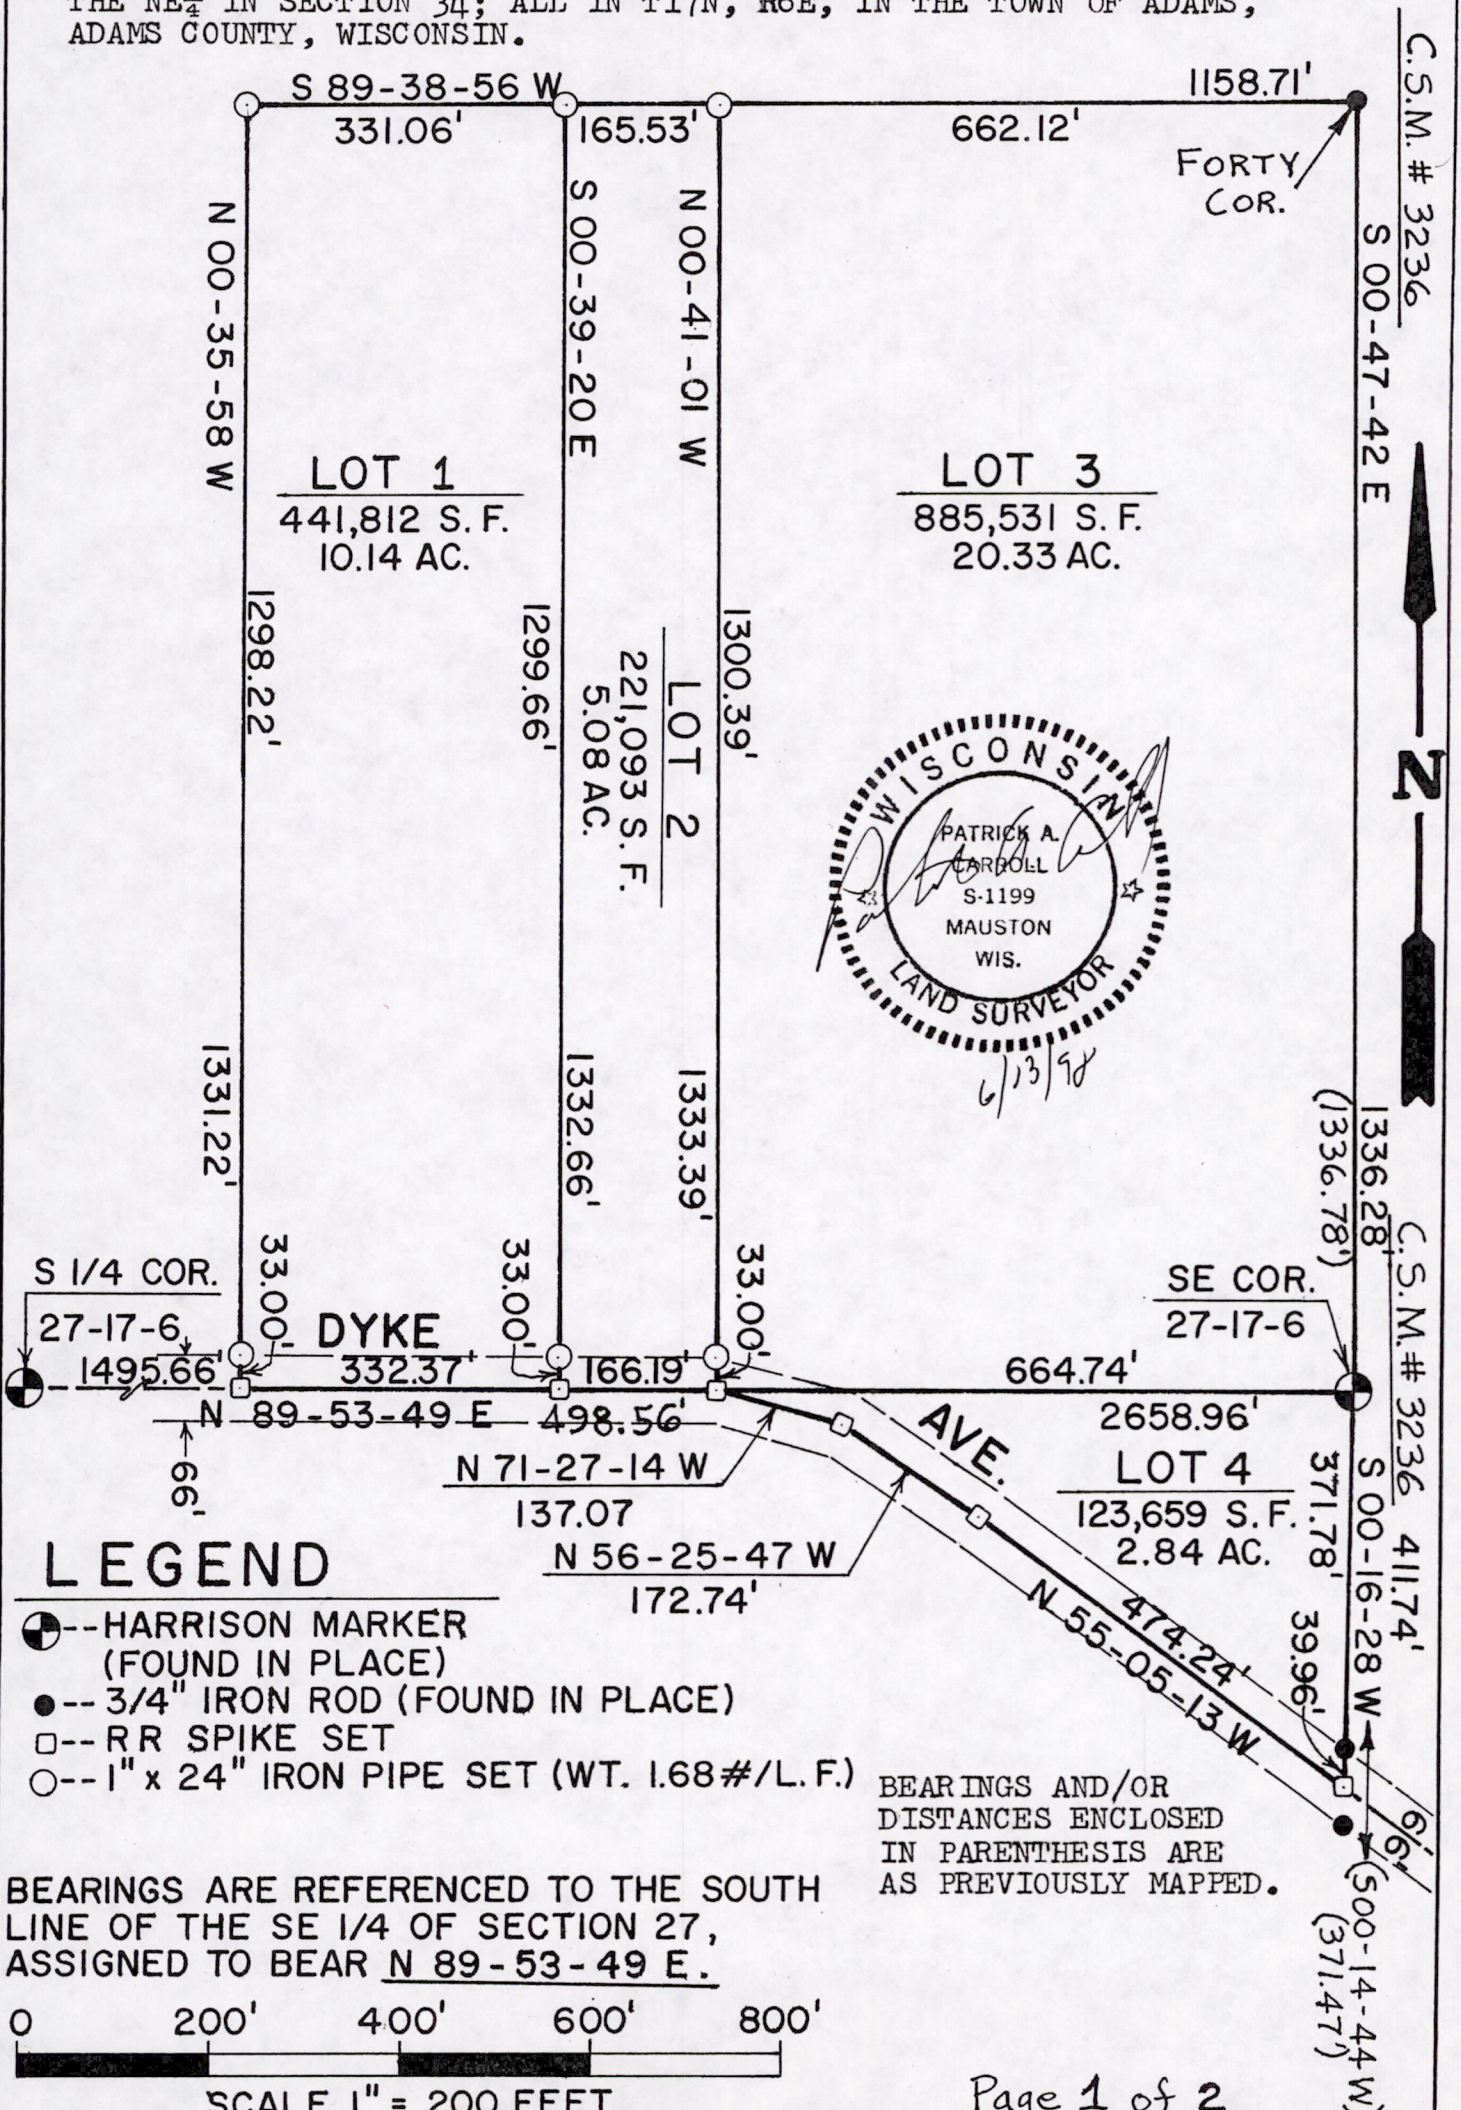 THE NE¼ IN SECTION 34; ALL IN T17N, R6E, IN THE TOWN OF ADAMS,
ADAMS COUNTY, WISCONSIN.
S 89-38-56 W
1158.71'
331.06'
165.53'
662.12'
FORTY
COR.
C.S.M. # 3236
N 00-35-58 W
S 00-39-20 E
N 00-41-01 W
S 00-47-42 E
LOT 1
441,812 S. F.
10.14 AC.
LOT 3
885,531 S. F.
20.33 AC.
1298.22'
1299.66'
LOT 2
221,093 S. F.
5.08 AC.
1300.39'
N
WISCONSIN
PATRICK A.
CARROLL
S-1199
MAUSTON
WIS.
LAND SURVEYOR
6/13/98
1331.22'
1332.66'
1333.39'
1336.28'
(1336.78')
33.00'
33.00'
33.00'
S 1/4 COR.
27-17-6
SE COR.
27-17-6
C.S.M. # 3236
DYKE
1495.66'
332.37'
166.19'
664.74'
N 89-53-49 E
498.56'
2658.96'
AVE.
66'
N 71-27-14 W
137.07
LOT 4
123,659 S. F.
2.84 AC.
N 56-25-47 W
172.74'
371.78'
S 00-16-28 W
411.74'
474.24'
N 55-05-13 W
39.96'
LEGEND
--HARRISON MARKER
(FOUND IN PLACE)
-- 3/4" IRON ROD (FOUND IN PLACE)
-- RR SPIKE SET
-- 1" x 24" IRON PIPE SET (WT. 1.68#/L. F.)
BEARINGS AND/OR
DISTANCES ENCLOSED
IN PARENTHESIS ARE
AS PREVIOUSLY MAPPED.
(S00-14-44W)
(371.47')
BEARINGS ARE REFERENCED TO THE SOUTH
LINE OF THE SE 1/4 OF SECTION 27,
ASSIGNED TO BEAR N 89-53-49 E.
0 200' 400' 600' 800'
SCALE 1" = 200 FEET
Page 1 of 2